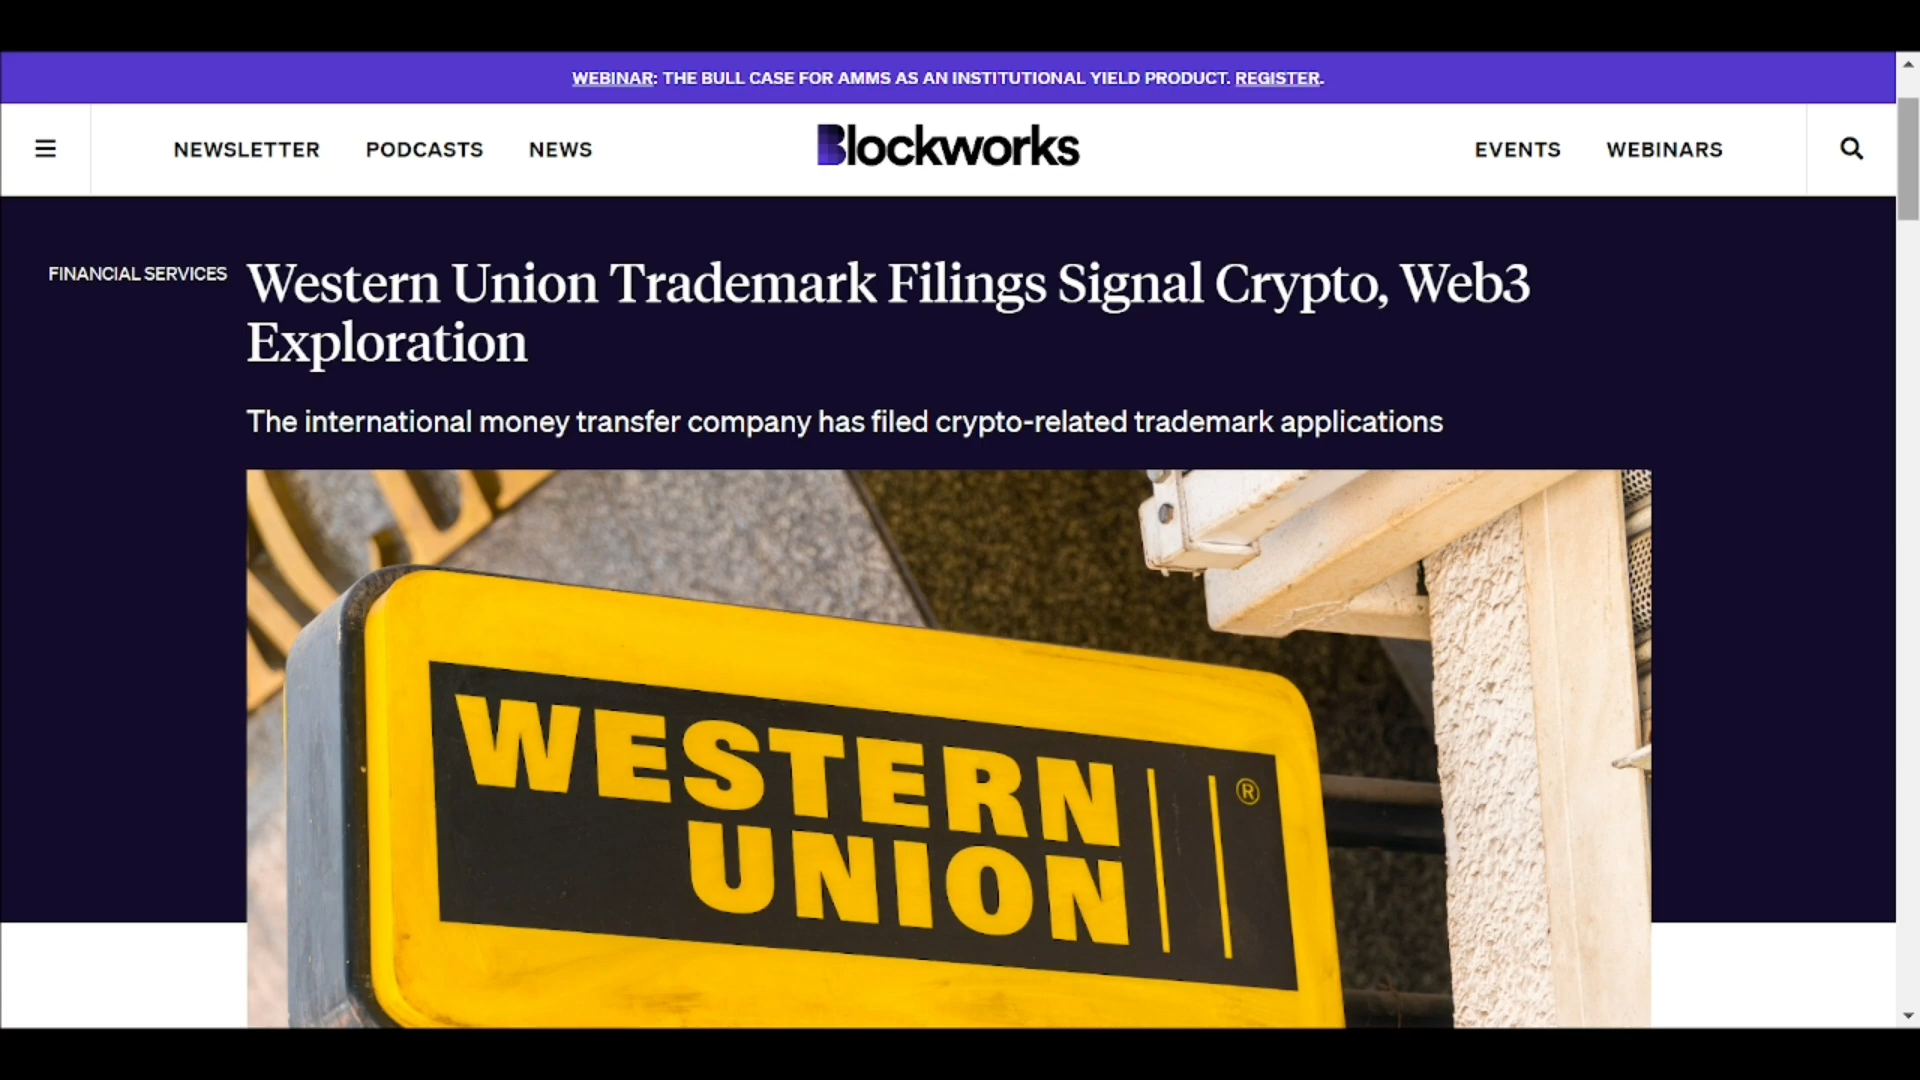 WEBINAR: THE BULL CASE FOR AMMS AS AN INSTITUTIONAL YIELD PRODUCT. REGISTER.
NEWSLETTER PODCASTS NEWS Blockworks EVENTS WEBINARS
FINANCIAL SERVICES
Western Union Trademark Filings Signal Crypto, Web3
Exploration
The international money transfer company has filed crypto-related trademark applications
WESTERN
UNION
®